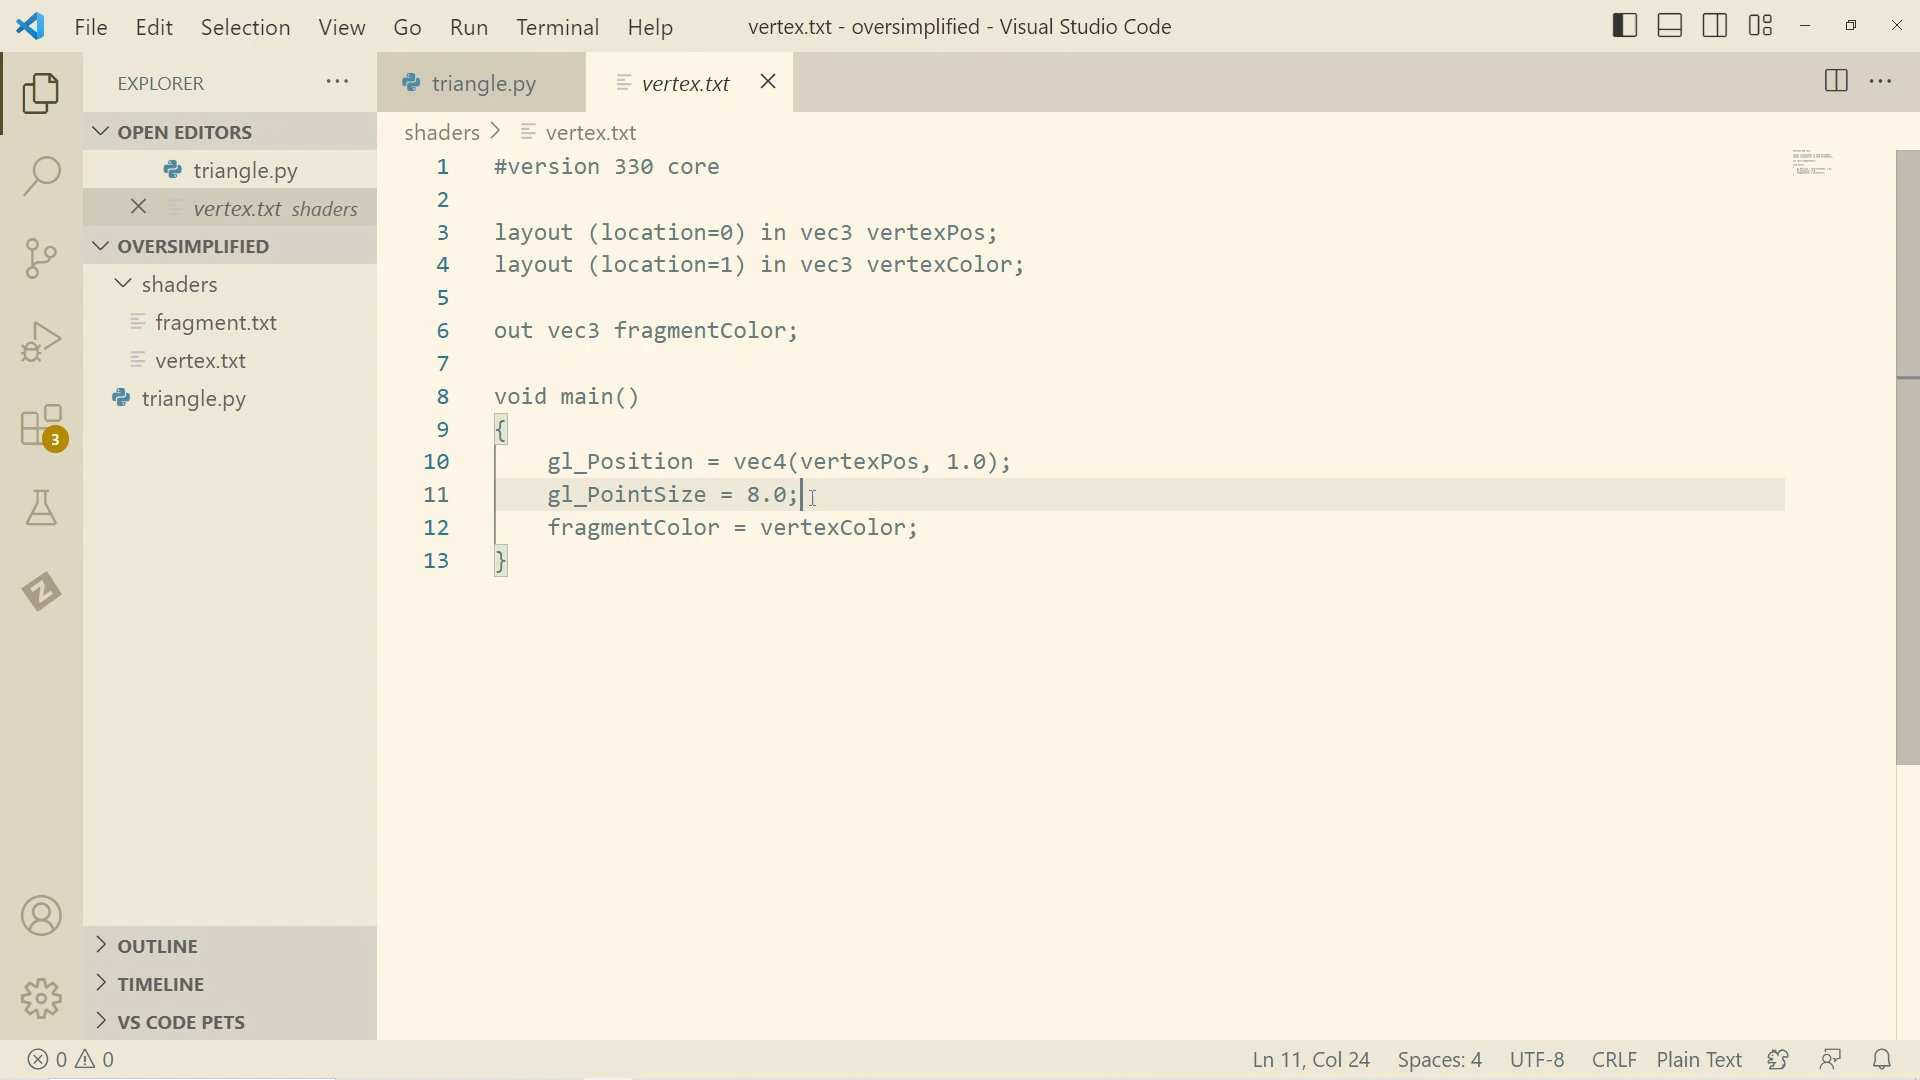 File Edit Selection View Go Run Terminal Help
vertex.txt - oversimplified - Visual Studio Code
EXPLORER
OPEN EDITORS
triangle.py
vertex.txt shaders
OVERSIMPLIFIED
shaders
fragment.txt
vertex.txt
triangle.py
3
OUTLINE
TIMELINE
VS CODE PETS
triangle.py
vertex.txt
shaders > vertex.txt
1 #version 330 core
2
3 layout (location=0) in vec3 vertexPos;
4 layout (location=1) in vec3 vertexColor;
5
6 out vec3 fragmentColor;
7
8 void main()
9 {
10 gl_Position = vec4(vertexPos, 1.0);
11 gl_PointSize = 8.0;
12 fragmentColor = vertexColor;
13 }
0 0
Ln 11, Col 24 Spaces: 4 UTF-8 CRLF Plain Text